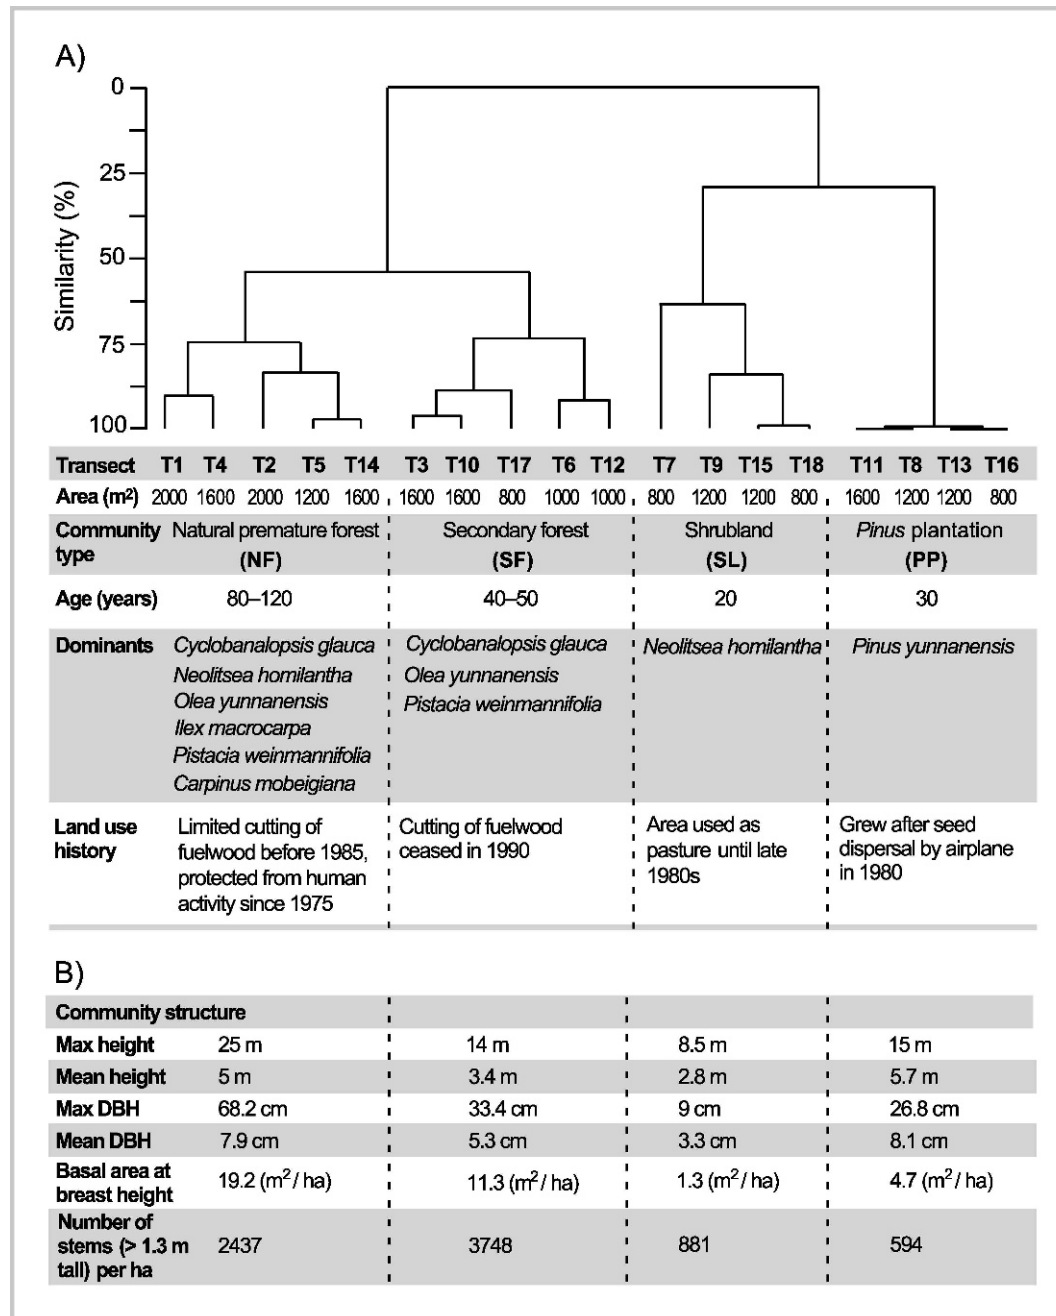 A)
Similarity (%)
0
25
50
75
100
Transect T1 T4 T2 T5 T14 T3 T10 T17 T6 T12 T7 T9 T15 T18 T11 T8 T13 T16
Area (m²) 2000 1600 2000 1200 1600 1600 1600 800 1000 1000 800 1200 1200 800 1600 1200 1200 800
Community type Natural premature forest (NF) Secondary forest (SF) Shrubland (SL) Pinus plantation (PP)
Age (years) 80–120 40–50 20 30
Dominants Cyclobanalopsis glauca Cyclobanalopsis glauca Neolitsea homilantha Pinus yunnanensis
Neolitsea homilantha Olea yunnanensis
Olea yunnanensis Pistacia weinmannifolia
Ilex macrocarpa
Pistacia weinmannifolia
Carpinus mobeigiana
Land use Limited cutting of Cutting of fuelwood Area used as Grew after seed
history fuelwood before 1985, ceased in 1990 pasture until late dispersal by airplane
protected from human 1980s in 1980
activity since 1975
B)
Community structure
Max height 25 m 14 m 8.5 m 15 m
Mean height 5 m 3.4 m 2.8 m 5.7 m
Max DBH 68.2 cm 33.4 cm 9 cm 26.8 cm
Mean DBH 7.9 cm 5.3 cm 3.3 cm 8.1 cm
Basal area at
breast height 19.2 (m²/ ha) 11.3 (m²/ ha) 1.3 (m²/ ha) 4.7 (m²/ ha)
Number of
stems (> 1.3 m 2437 3748 881 594
tall) per ha